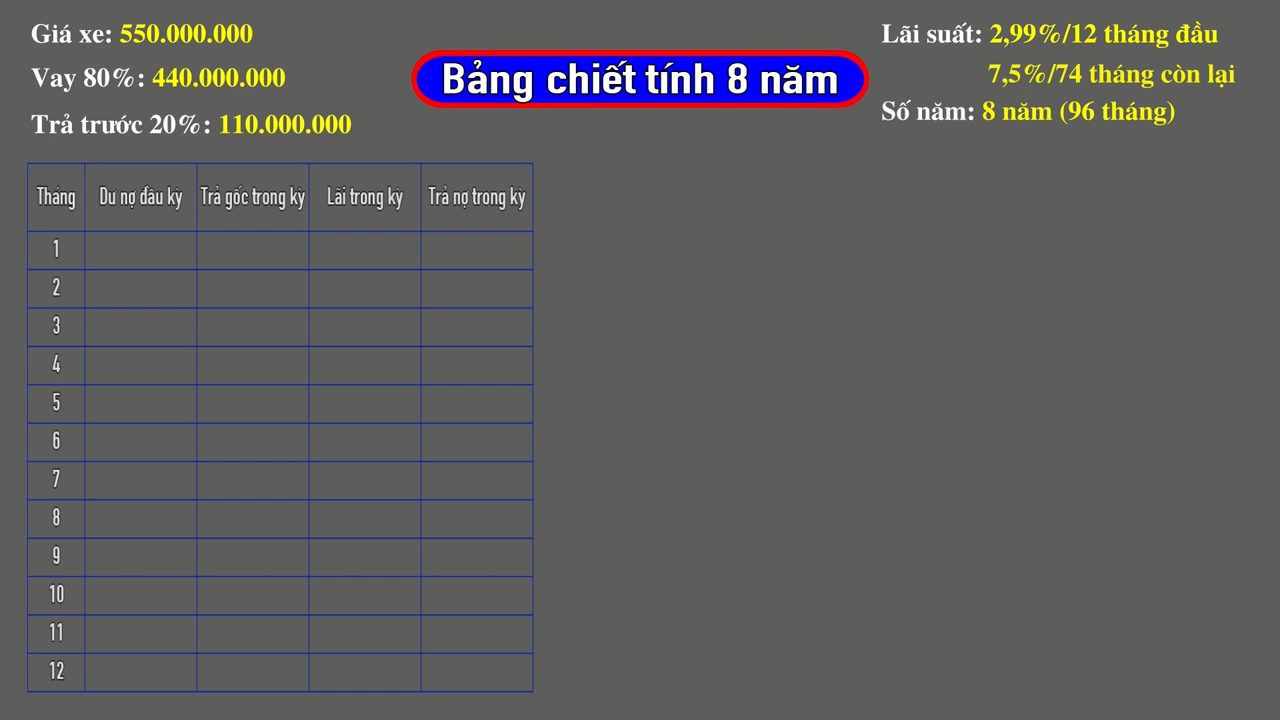 Giá xe: 550.000.000
Vay 80%: 440.000.000
Trả trước 20%: 110.000.000
Bảng chiết tính 8 năm
Lãi suất: 2,99%/12 tháng đầu
7,5%/74 tháng còn lại
Số năm: 8 năm (96 tháng)
Tháng Dư nợ đầu kỳ Trả gốc trong kỳ Lãi trong kỳ Trả nợ trong kỳ
1
2
3
4
5
6
7
8
9
10
11
12